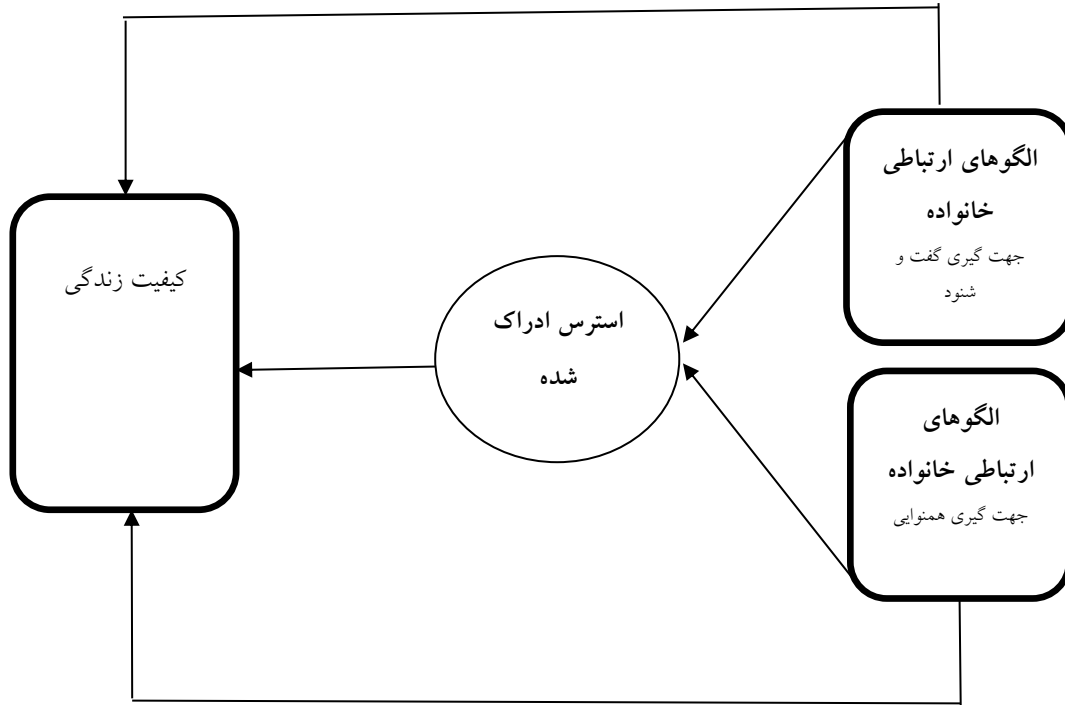 الگوهای ارتباطی
خانواده
جهت گیری گفت و
شنود
الگوهای
ارتباطی خانواده
جهت گیری همنوایی
استرس ادراک
شده
کیفیت زندگی